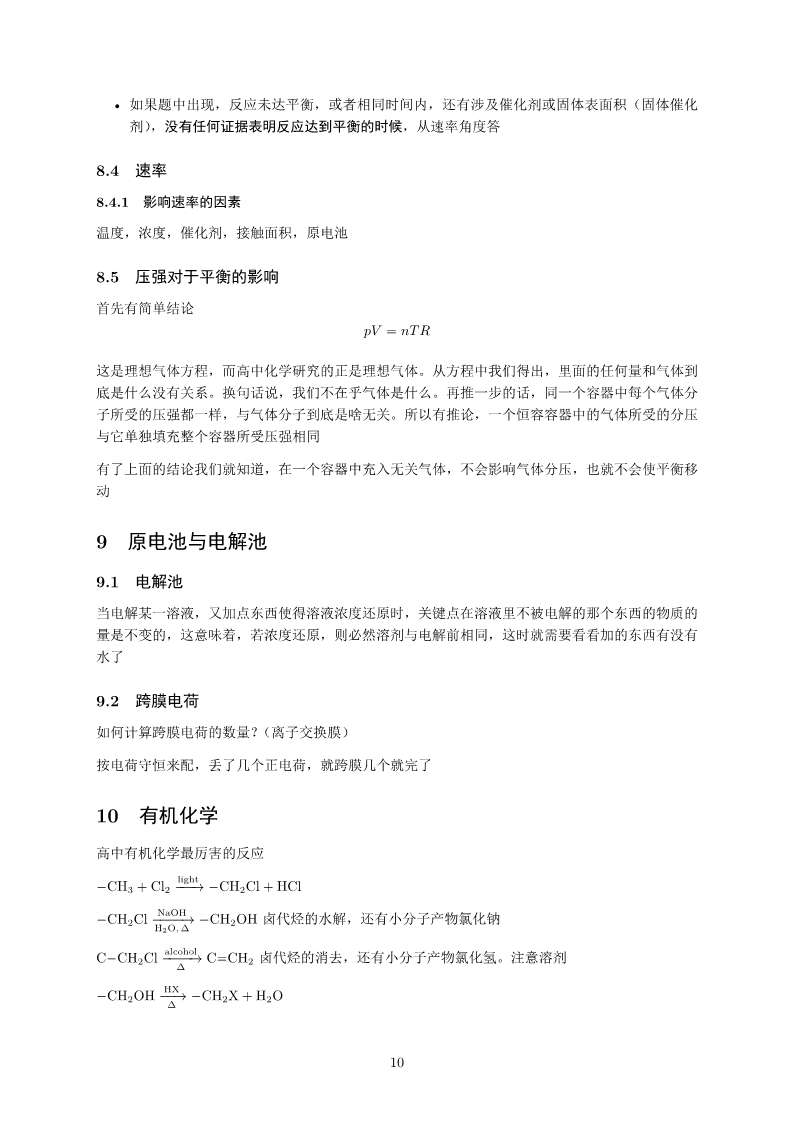 • 如果题中出现，反应未达平衡，或者相同时间内，还有涉及催化剂或固体表面积（固体催化
剂），没有任何证据表明反应达到平衡的时候，从速率角度答
8.4 速率
8.4.1 影响速率的因素
温度，浓度，催化剂，接触面积，原电池
8.5 压强对于平衡的影响
首先有简单结论
pV = nTR
这是理想气体方程，而高中化学研究的正是理想气体。从方程中我们得出，里面的任何量和气体到
底是什么没有关系。换句话说，我们不在乎气体是什么。再推一步的话，同一个容器中每个气体分
子所受的压强都一样，与气体分子到底是啥无关。所以有推论，一个恒容容器中的气体所受的分压
与它单独填充整个容器所受压强相同
有了上面的结论我们就知道，在一个容器中充入无关气体，不会影响气体分压，也就不会使平衡移
动
9 原电池与电解池
9.1 电解池
当电解某一溶液，又加点东西使得溶液浓度还原时，关键点在溶液里不被电解的那个东西的物质的
量是不变的，这意味着，若浓度还原，则必然溶剂与电解前相同，这时就需要看看加的东西有没有
水了
9.2 跨膜电荷
如何计算跨膜电荷的数量？（离子交换膜）
按电荷守恒来配，丢了几个正电荷，就跨膜几个就完了
10 有机化学
高中有机化学最厉害的反应
−CH₃ + Cl₂ —light→ −CH₂Cl + HCl
−CH₂Cl —NaOH / H₂O, Δ→ −CH₂OH 卤代烃的水解，还有小分子产物氯化钠
C−CH₂Cl —alcohol / Δ→ C=CH₂ 卤代烃的消去，还有小分子产物氯化氢。注意溶剂
−CH₂OH —HX / Δ→ −CH₂X + H₂O
10